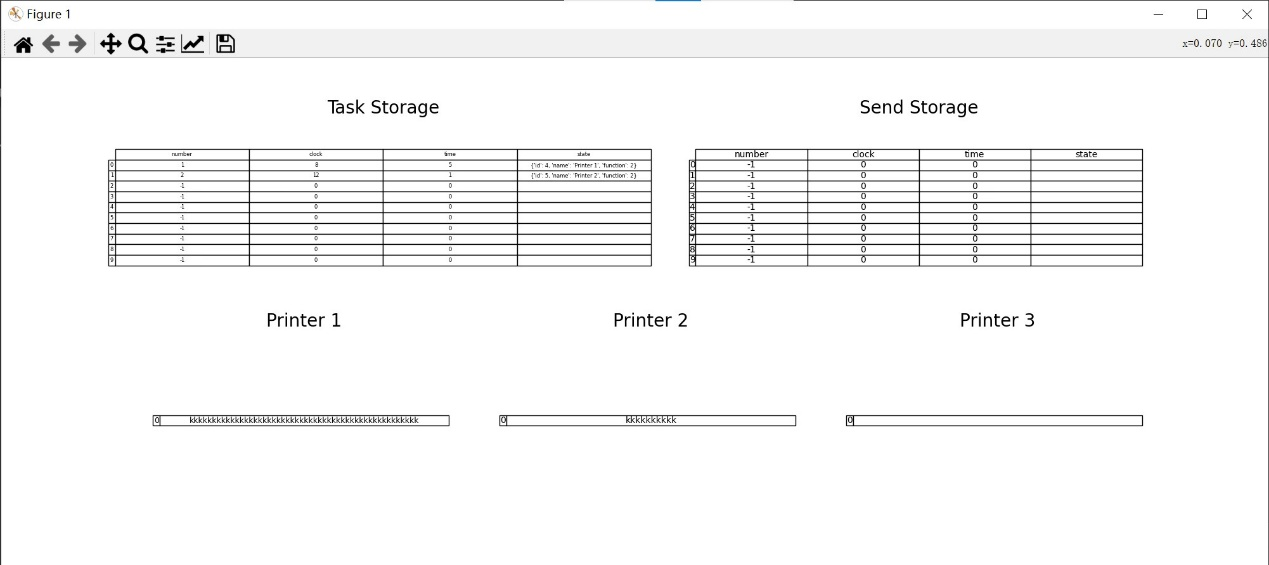 Figure 1
x=0.070 y=0.486
Task Storage
number clock time state
0 1 8 5 {'id': 4, 'name': 'Printer 1', 'function': 2}
1 2 12 1 {'id': 5, 'name': 'Printer 2', 'function': 2}
2 -1 0 0
3 -1 0 0
4 -1 0 0
5 -1 0 0
6 -1 0 0
7 -1 0 0
8 -1 0 0
9 -1 0 0
Send Storage
number clock time state
0 -1 0 0
1 -1 0 0
2 -1 0 0
3 -1 0 0
4 -1 0 0
5 -1 0 0
6 -1 0 0
7 -1 0 0
8 -1 0 0
9 -1 0 0
Printer 1
0
Printer 2
0 kkkkkkkkkk
Printer 3
0